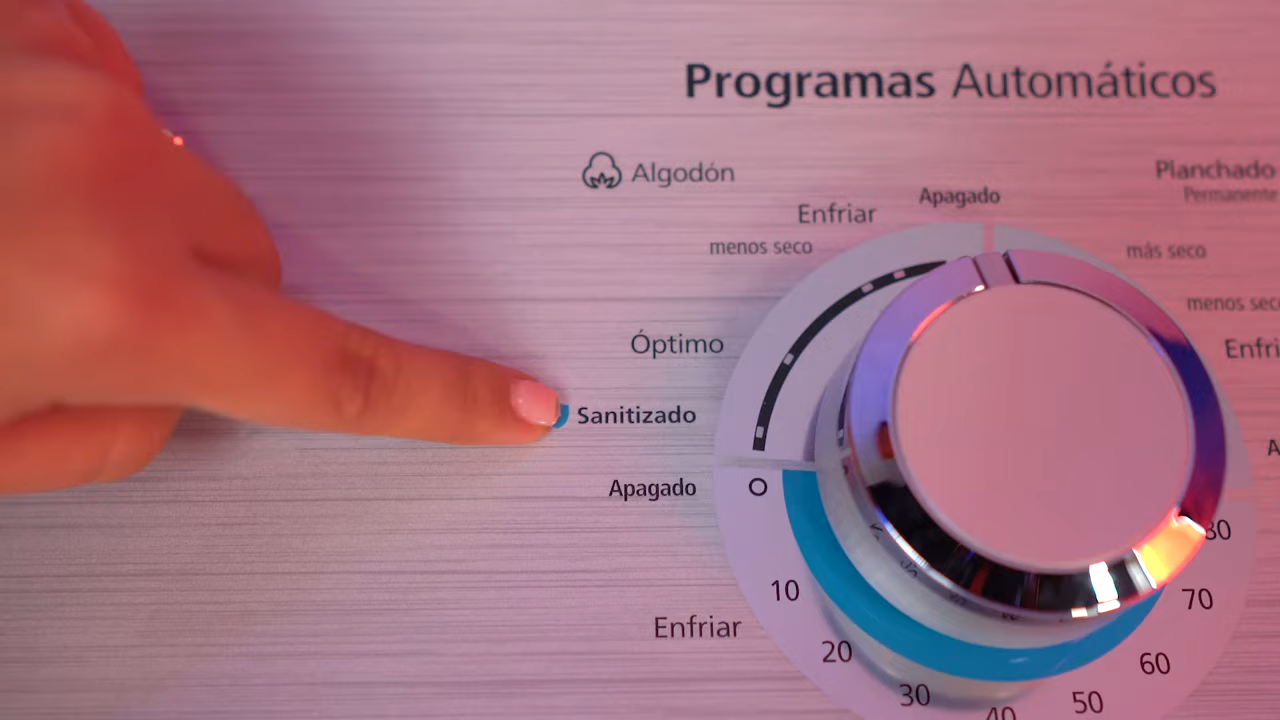 Programas Automáticos
Algodón
Planchado
Permanente
Apagado
Enfriar
menos seco
más seco
menos sec
Óptimo
Enfri
Sanitizado
A
Apagado
80
10
70
Enfriar
20
60
30
50
40